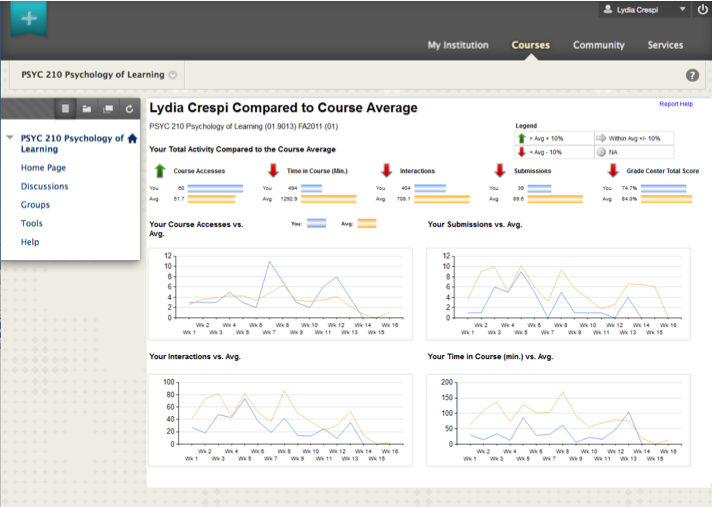 Lydia Crespi
My Institution Courses Community Services
PSYC 210 Psychology of Learning
?
PSYC 210 Psychology of
Learning
Home Page
Discussions
Groups
Tools
Help
Lydia Crespi Compared to Course Average
Report Help
PSYC 210 Psychology of Learning (01.9013) FA2011 (01)
Legend
> Avg + 10% Within Avg +/- 10%
< Avg - 10% NA
Your Total Activity Compared to the Course Average
Course Accesses Time in Course (Min.) Interactions Submissions Grade Center Total Score
You 60 You 494 You 404 You 39 You 74.7%
Avg 51.7 Avg 1292.9 Avg 708.1 Avg 89.6 Avg 84.0%
Your Course Accesses vs.
Avg.
You: Avg:
Your Submissions vs. Avg.
12
10
8
6
4
2
0
Wk 2 Wk 4 Wk 6 Wk 8 Wk 10 Wk 12 Wk 14 Wk 16
Wk 1 Wk 3 Wk 5 Wk 7 Wk 9 Wk 11 Wk 13 Wk 15
12
10
8
6
4
2
0
Wk 2 Wk 4 Wk 6 Wk 8 Wk 10 Wk 12 Wk 14 Wk 16
Wk 1 Wk 3 Wk 5 Wk 7 Wk 9 Wk 11 Wk 13 Wk 15
Your Interactions vs. Avg.
100
80
60
40
20
0
Wk 2 Wk 4 Wk 6 Wk 8 Wk 10 Wk 12 Wk 14 Wk 16
Wk 1 Wk 3 Wk 5 Wk 7 Wk 9 Wk 11 Wk 13 Wk 15
Your Time in Course (min.) vs. Avg.
200
150
100
50
0
Wk 2 Wk 4 Wk 6 Wk 8 Wk 10 Wk 12 Wk 14 Wk 16
Wk 1 Wk 3 Wk 5 Wk 7 Wk 9 Wk 11 Wk 13 Wk 15